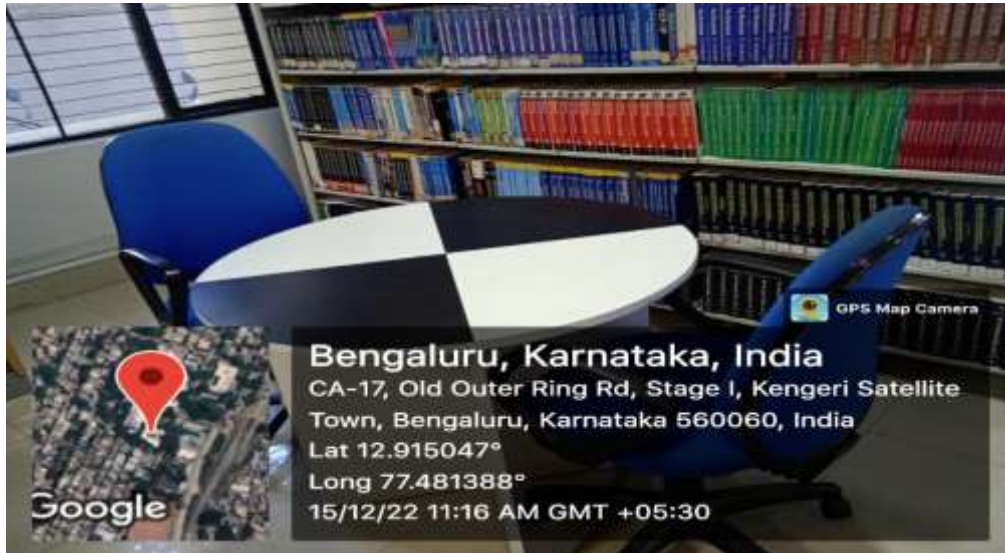 GPS Map Camera
Bengaluru, Karnataka, India
CA-17, Old Outer Ring Rd, Stage I, Kengeri Satellite
Town, Bengaluru, Karnataka 560060, India
Lat 12.915047°
Long 77.481388°
15/12/22 11:16 AM GMT +05:30
Google